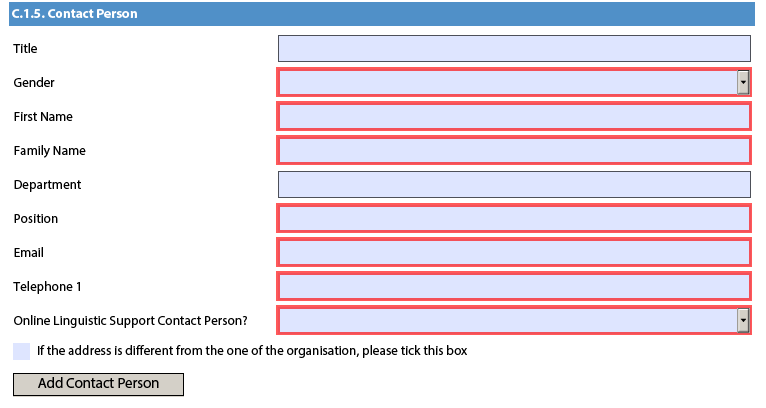 C.1.5. Contact Person
Title
Gender
First Name
Family Name
Department
Position
Email
Telephone 1
Online Linguistic Support Contact Person?
If the address is different from the one of the organisation, please tick this box
Add Contact Person